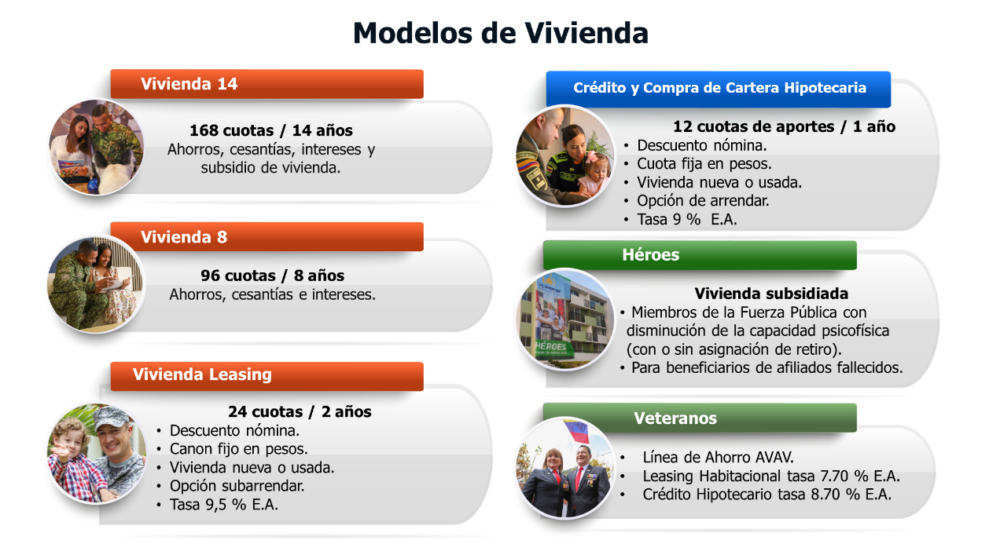 Modelos de Vivienda
Vivienda 14
168 cuotas / 14 años
Ahorros, cesantías, intereses y
subsidio de vivienda.
Vivienda 8
96 cuotas / 8 años
Ahorros, cesantías e intereses.
Vivienda Leasing
24 cuotas / 2 años
• Descuento nómina.
• Canon fijo en pesos.
• Vivienda nueva o usada.
• Opción subarrendar.
• Tasa 9,5 % E.A.
Crédito y Compra de Cartera Hipotecaria
12 cuotas de aportes / 1 año
• Descuento nómina.
• Cuota fija en pesos.
• Vivienda nueva o usada.
• Opción de arrendar.
• Tasa 9 % E.A.
Héroes
HÉROES
Vivienda subsidiada
• Miembros de la Fuerza Pública con
disminución de la capacidad psicofísica
(con o sin asignación de retiro).
• Para beneficiarios de afiliados fallecidos.
Veteranos
• Línea de Ahorro AVAV.
• Leasing Habitacional tasa 7.70 % E.A.
• Crédito Hipotecario tasa 8.70 % E.A.